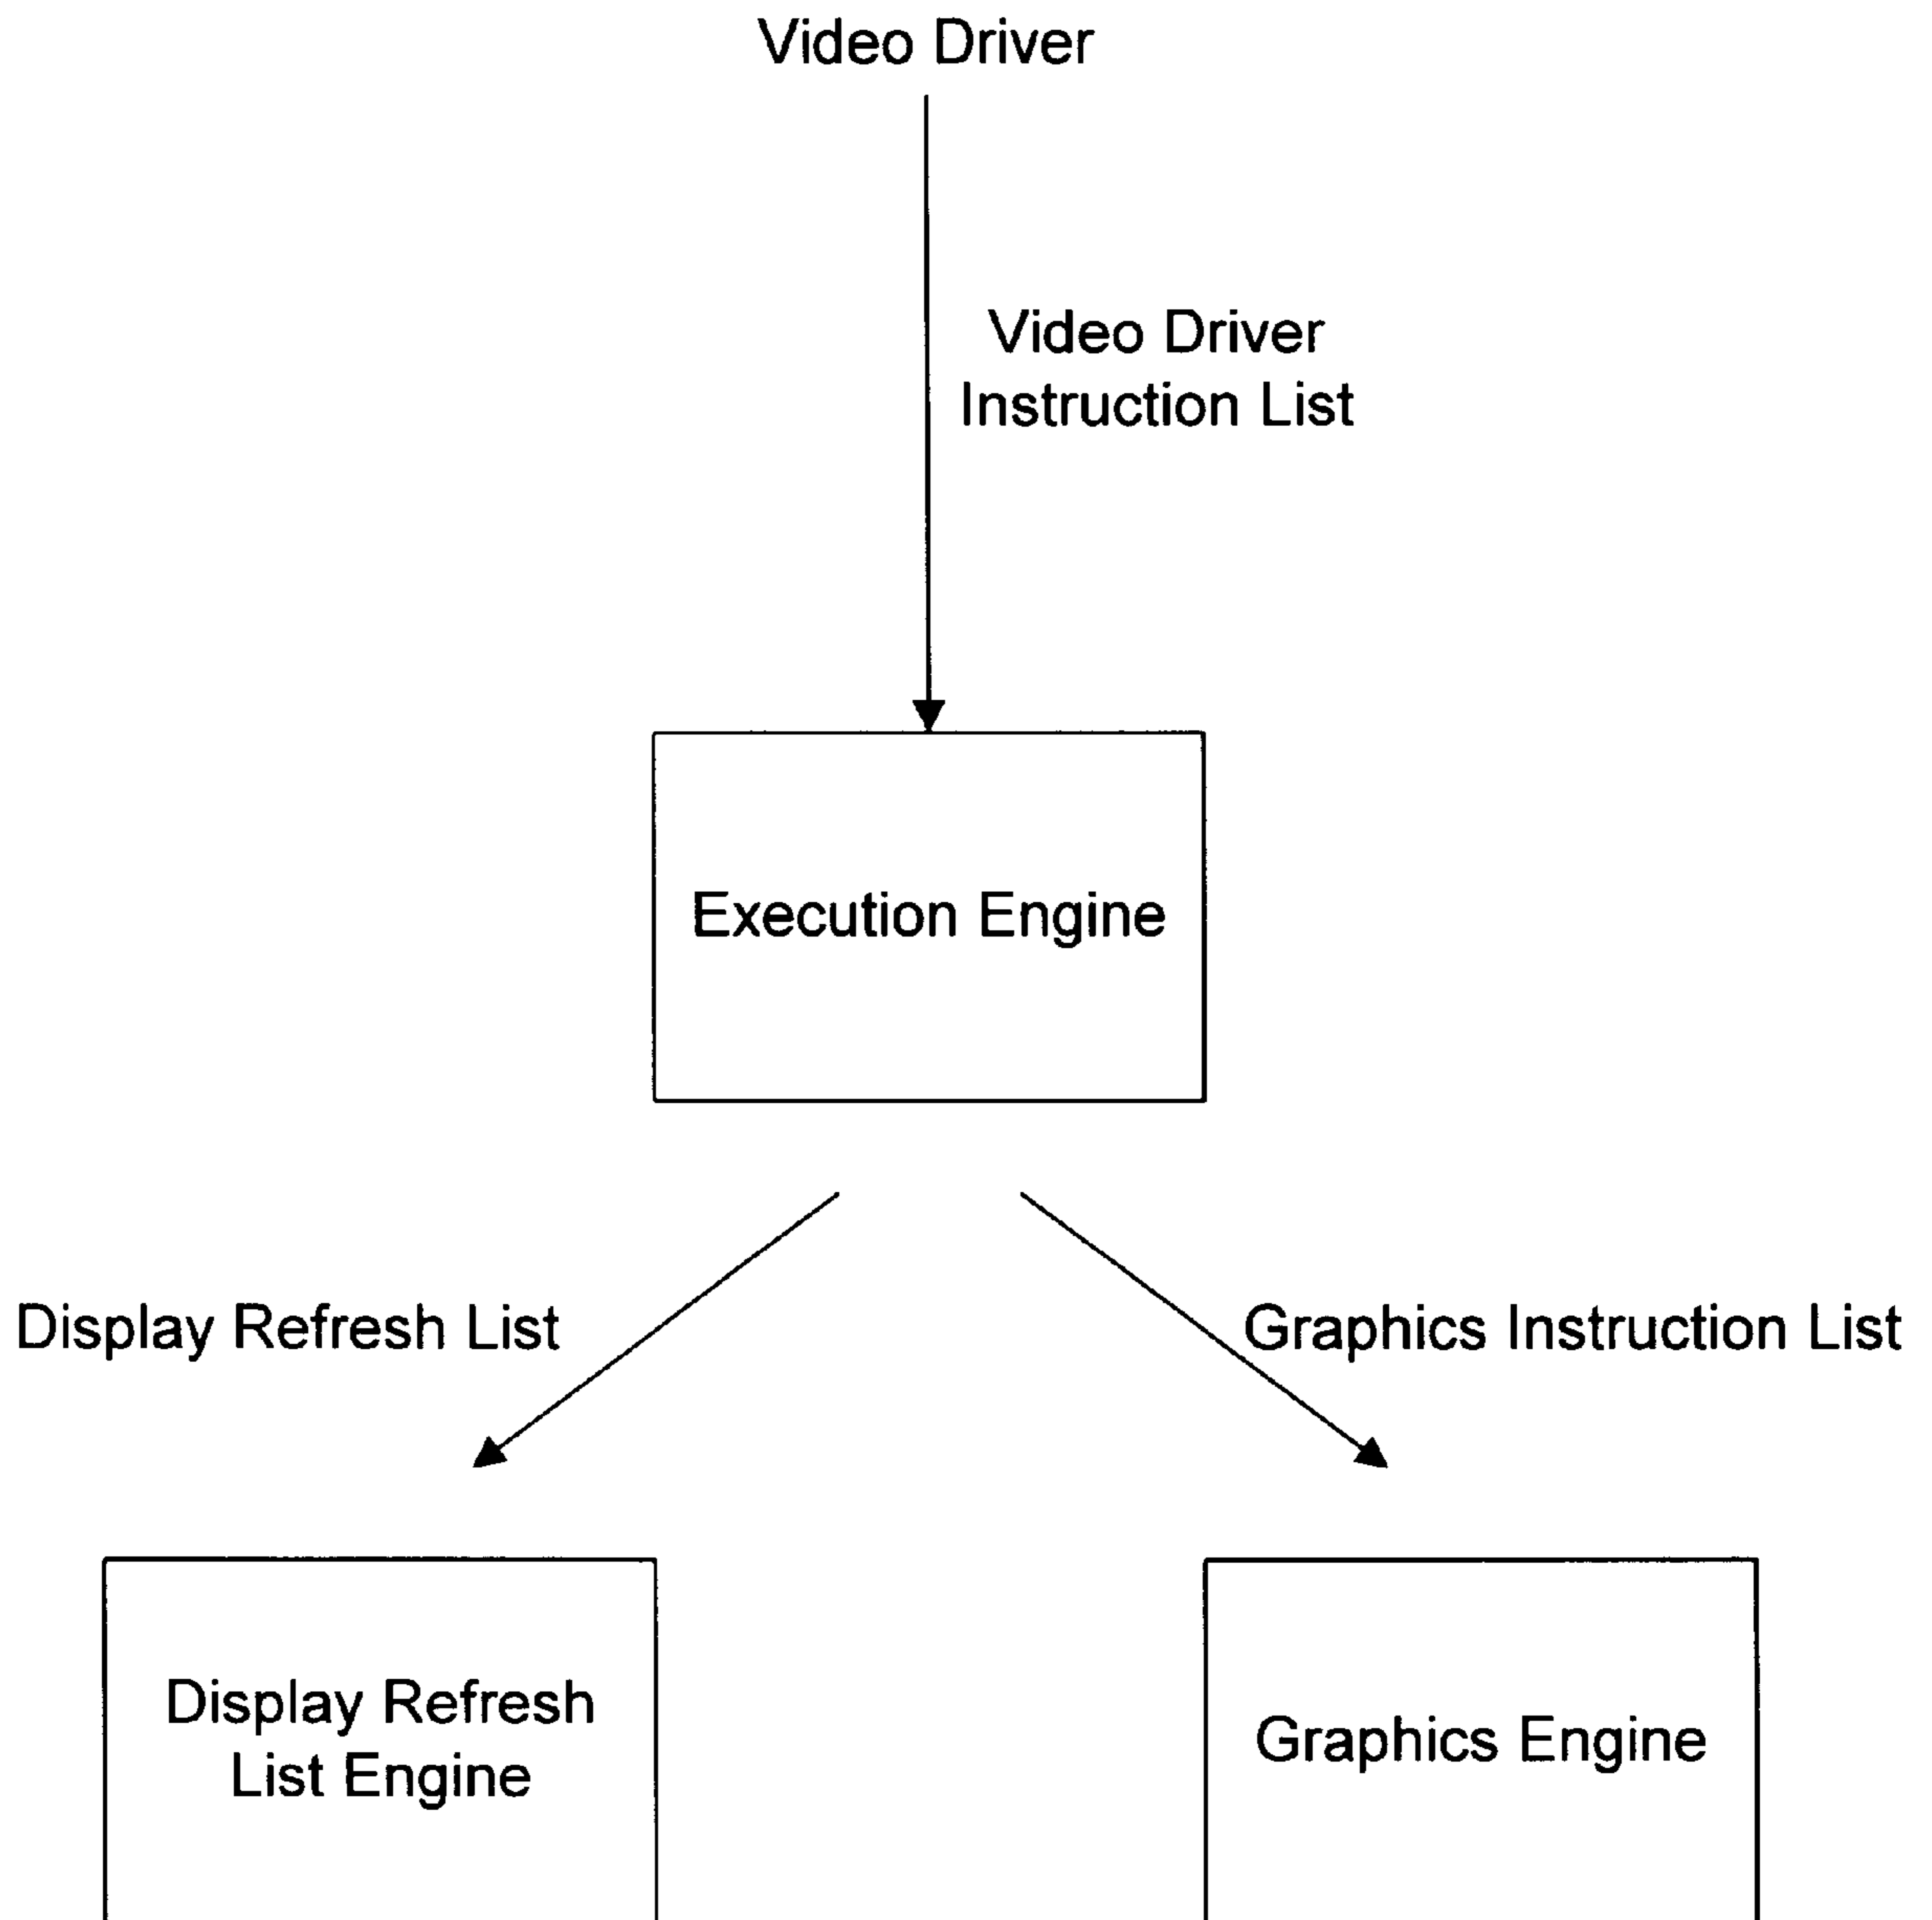 Video Driver
Video Driver
Instruction List
Execution Engine
Display Refresh List
Graphics Instruction List
Display Refresh
List Engine
Graphics Engine